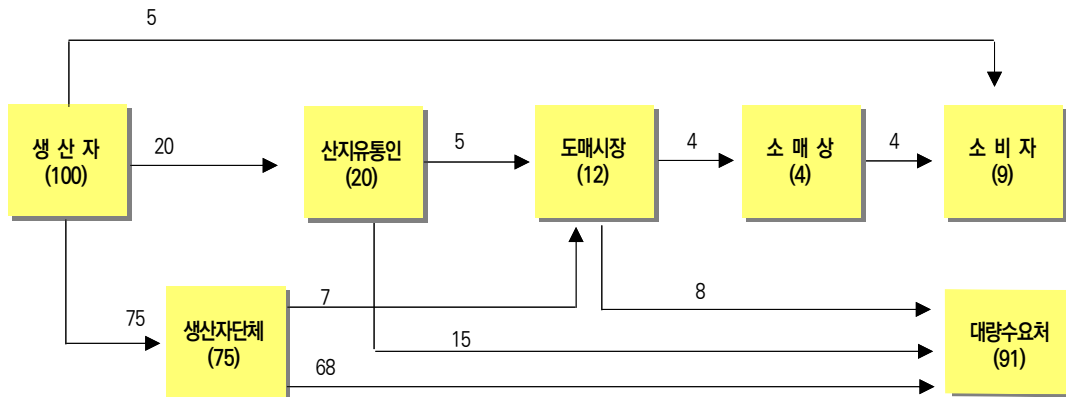 5
생 산 자
(100)
20
산지유통인
(20)
5
도매시장
(12)
4
소 매 상
(4)
4
소 비 자
(9)
75
생산자단체
(75)
7
15
68
8
대량수요처
(91)